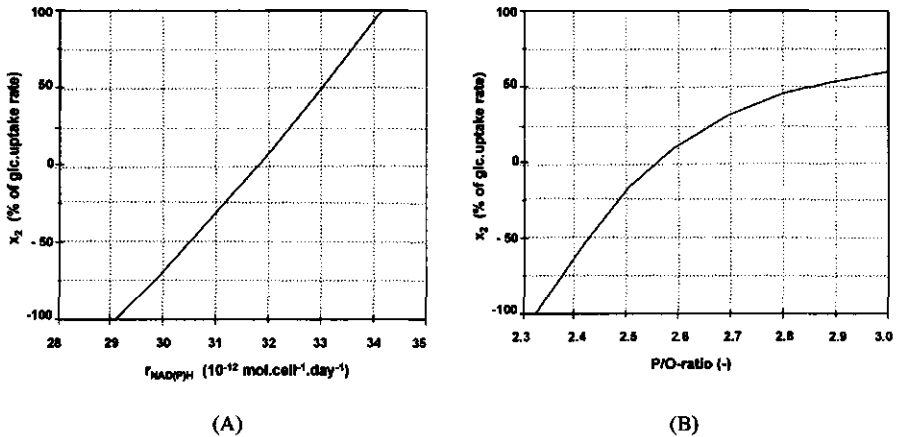 x₂ (% of glc.uptake rate)
100
50
0
- 50
-100
28 29 30 31 32 33 34 35
rNAD(P)H (10⁻¹² mol.cell⁻¹.day⁻¹)
(A)
x₂ (% of glc.uptake rate)
100
50
0
- 50
-100
2.3 2.4 2.5 2.6 2.7 2.8 2.9 3.0
P/O-ratio (-)
(B)